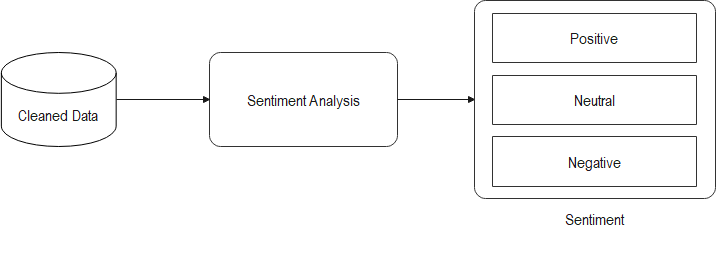 Cleaned Data
Sentiment Analysis
Positive
Neutral
Negative
Sentiment